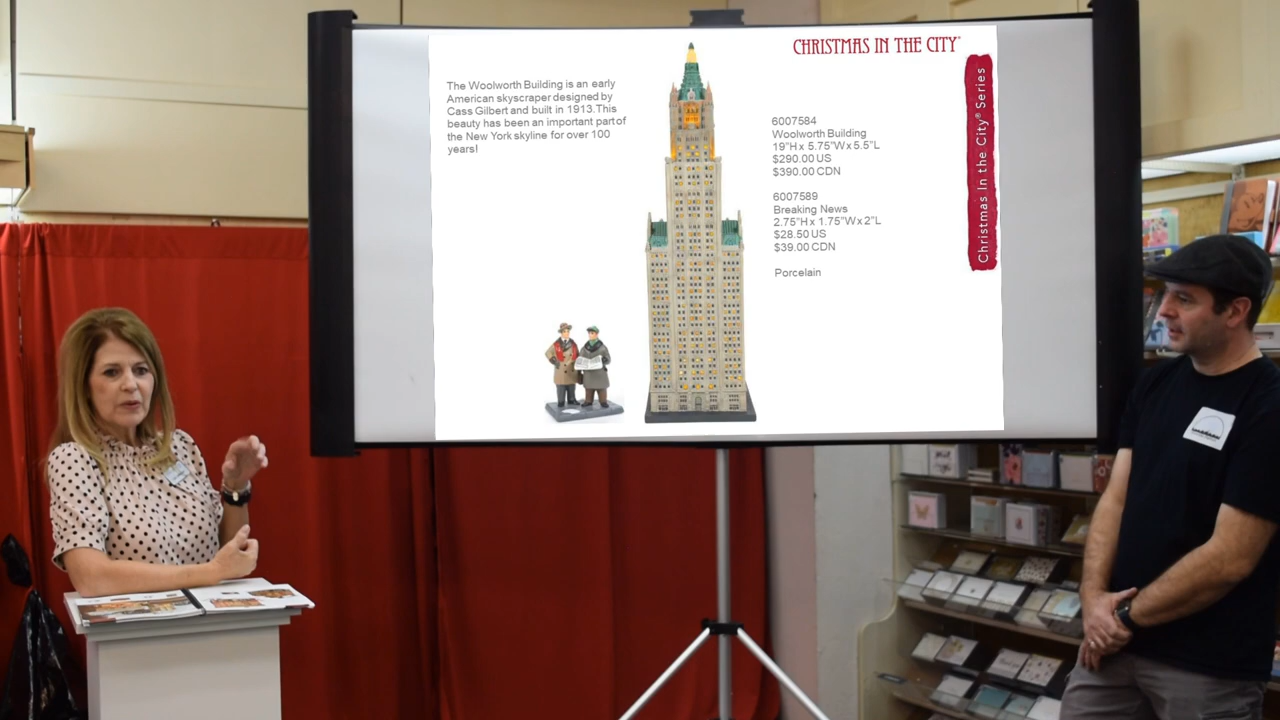 CHRISTMAS IN THE CITY™
The Woolworth Building is an early
American skyscraper designed by
Cass Gilbert and built in 1913.This
beauty has been an important part of
the New York skyline for over 100
years!
6007584
Woolworth Building
19"H x 5.75"W x 5.5"L
$290.00 US
$390.00 CDN
6007589
Breaking News
2.75"H x 1.75"W x 2"L
$28.50 US
$39.00 CDN
Porcelain
Christmas In the City® Series